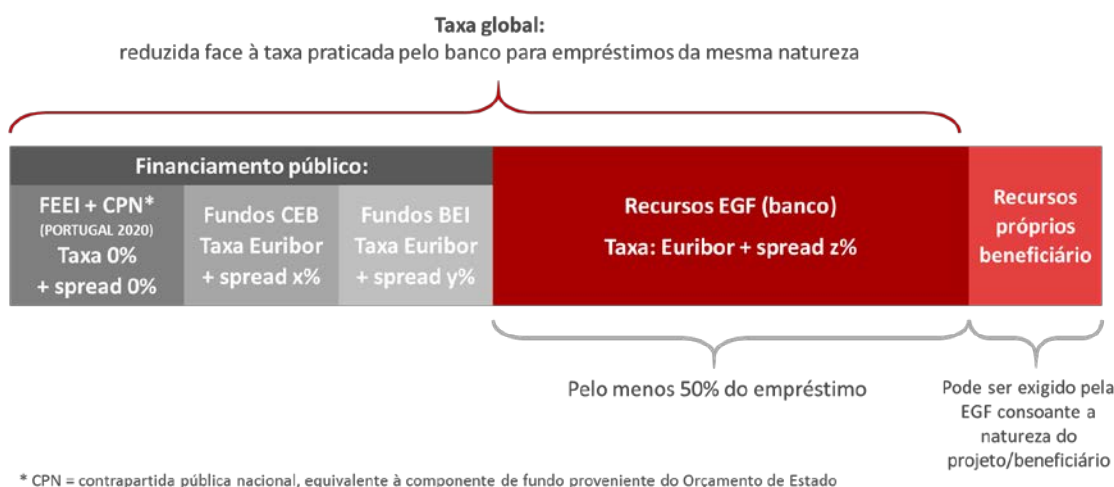 Taxa global:
reduzida face à taxa praticada pelo banco para empréstimos da mesma natureza
Financiamento público:
FEEI + CPN*
(PORTUGAL 2020)
Taxa 0%
+ spread 0%
Fundos CEB
Taxa Euribor
+ spread x%
Fundos BEI
Taxa Euribor
+ spread y%
Recursos EGF (banco)
Taxa: Euribor + spread z%
Recursos
próprios
beneficiário
Pelo menos 50% do empréstimo
Pode ser exigido pela
EGF consoante a
natureza do
projeto/beneficiário
* CPN = contrapartida pública nacional, equivalente à componente de fundo proveniente do Orçamento de Estado